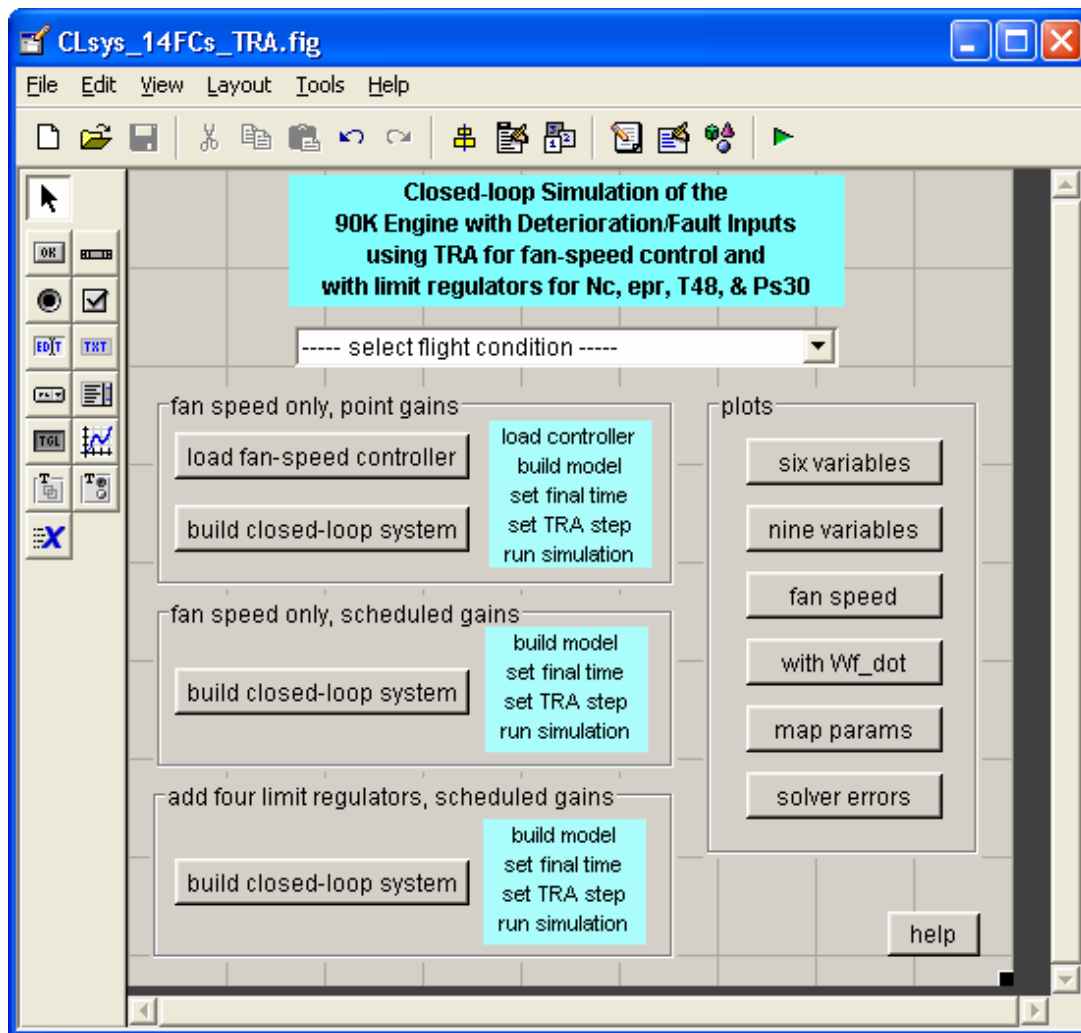 CLsys_14FCs_TRA.fig
File Edit View Layout Tools Help
Closed-loop Simulation of the
90K Engine with Deterioration/Fault Inputs
using TRA for fan-speed control and
with limit regulators for Nc, epr, T48, & Ps30
----- select flight condition -----
fan speed only, point gains
load fan-speed controller
build closed-loop system
load controller
build model
set final time
set TRA step
run simulation
fan speed only, scheduled gains
build closed-loop system
build model
set final time
set TRA step
run simulation
add four limit regulators, scheduled gains
build closed-loop system
build model
set final time
set TRA step
run simulation
plots
six variables
nine variables
fan speed
with Wf_dot
map params
solver errors
help
OK
EDIT
TXT
TGL
T
T
X